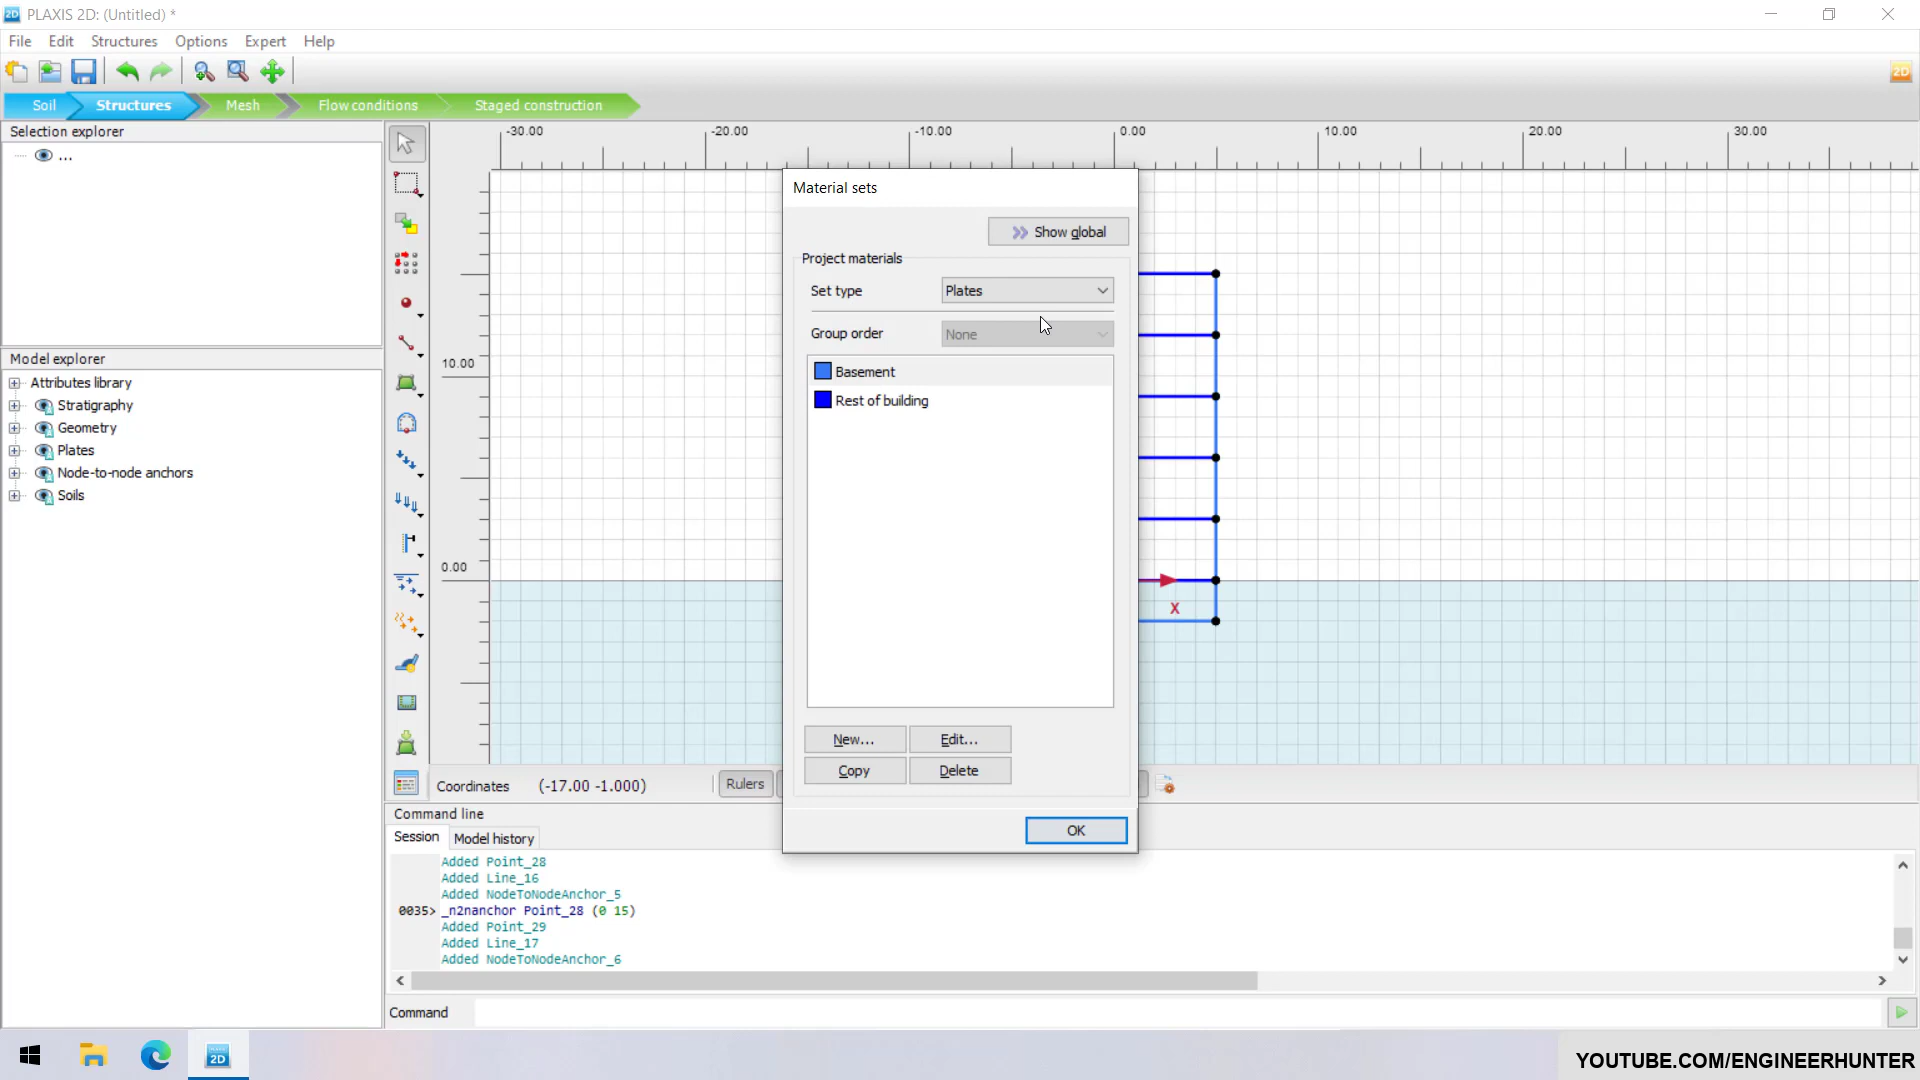 PLAXIS 2D: (Untitled) *
File Edit Structures Options Expert Help
Soil Structures Mesh Flow conditions Staged construction
Selection explorer
...
Model explorer
Attributes library
Stratigraphy
Geometry
Plates
Node-to-node anchors
Soils
-30.00 -20.00 -10.00 0.00 10.00 20.00 30.00
10.00
0.00
X
Material sets
Show global
Project materials
Set type Plates
Group order None
Basement
Rest of building
New... Edit...
Copy Delete
OK
Coordinates (-17.00 -1.000) Rulers
Command line
Session Model history
Added Point_28
Added Line_16
Added NodeToNodeAnchor_5
0035> _n2nanchor Point_28 (0 15)
Added Point_29
Added Line_17
Added NodeToNodeAnchor_6
Command
2D
YOUTUBE.COM/ENGINEERHUNTER